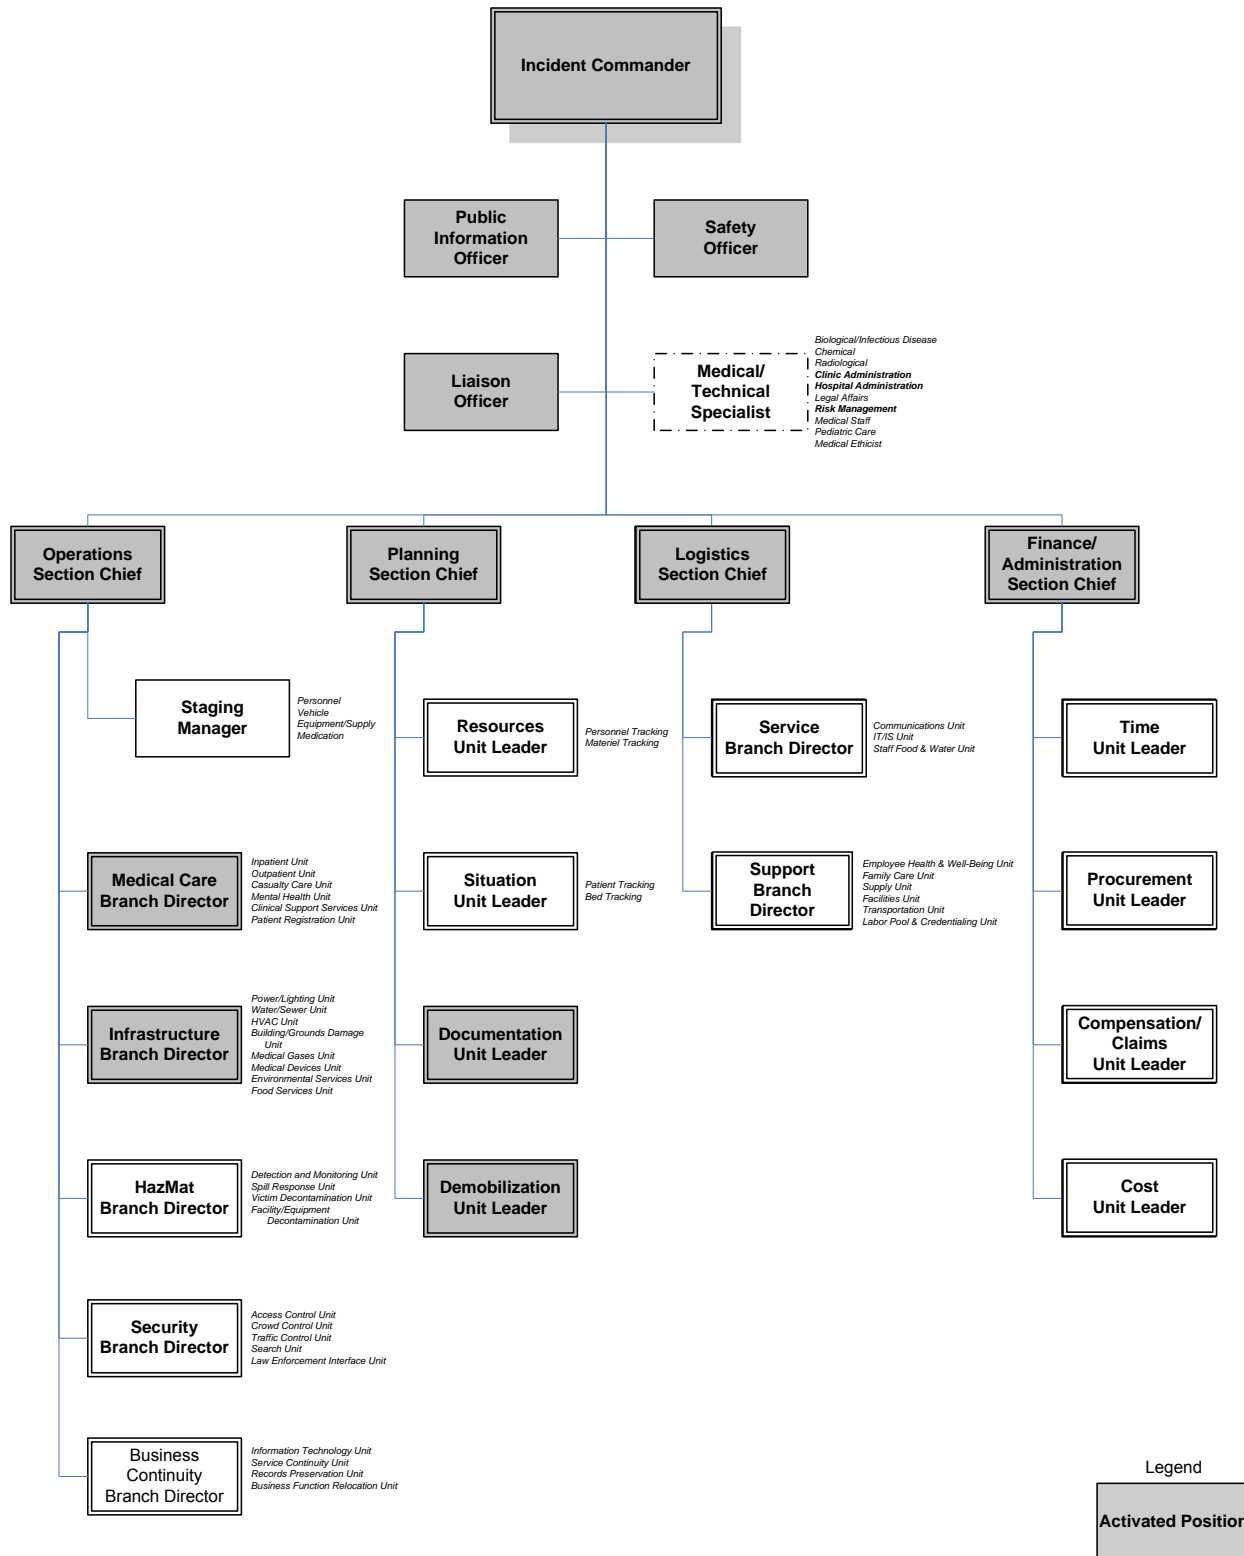 Incident Commander
Public
Information
Officer
Safety
Officer
Liaison
Officer
Medical/
Technical
Specialist
Biological/Infectious Disease
Chemical
Radiological
Clinic Administration
Hospital Administration
Legal Affairs
Risk Management
Medical Staff
Pediatric Care
Medical Ethicist
Operations
Section Chief
Planning
Section Chief
Logistics
Section Chief
Finance/
Administration
Section Chief
Staging
Manager
Personnel
Vehicle
Equipment/Supply
Medication
Resources
Unit Leader
Personnel Tracking
Materiel Tracking
Service
Branch Director
Communications Unit
IT/IS Unit
Staff Food & Water Unit
Time
Unit Leader
Medical Care
Branch Director
Inpatient Unit
Outpatient Unit
Casualty Care Unit
Mental Health Unit
Clinical Support Services Unit
Patient Registration Unit
Situation
Unit Leader
Patient Tracking
Bed Tracking
Support
Branch
Director
Employee Health & Well-Being Unit
Family Care Unit
Supply Unit
Facilities Unit
Transportation Unit
Labor Pool & Credentialing Unit
Procurement
Unit Leader
Infrastructure
Branch Director
Power/Lighting Unit
Water/Sewer Unit
HVAC Unit
Building/Grounds Damage
Unit
Medical Gases Unit
Medical Devices Unit
Environmental Services Unit
Food Services Unit
Documentation
Unit Leader
Compensation/
Claims
Unit Leader
HazMat
Branch Director
Detection and Monitoring Unit
Spill Response Unit
Victim Decontamination Unit
Facility/Equipment
Decontamination Unit
Demobilization
Unit Leader
Cost
Unit Leader
Security
Branch Director
Access Control Unit
Crowd Control Unit
Traffic Control Unit
Search Unit
Law Enforcement Interface Unit
Business
Continuity
Branch Director
Information Technology Unit
Service Continuity Unit
Records Preservation Unit
Business Function Relocation Unit
Legend
Activated Position